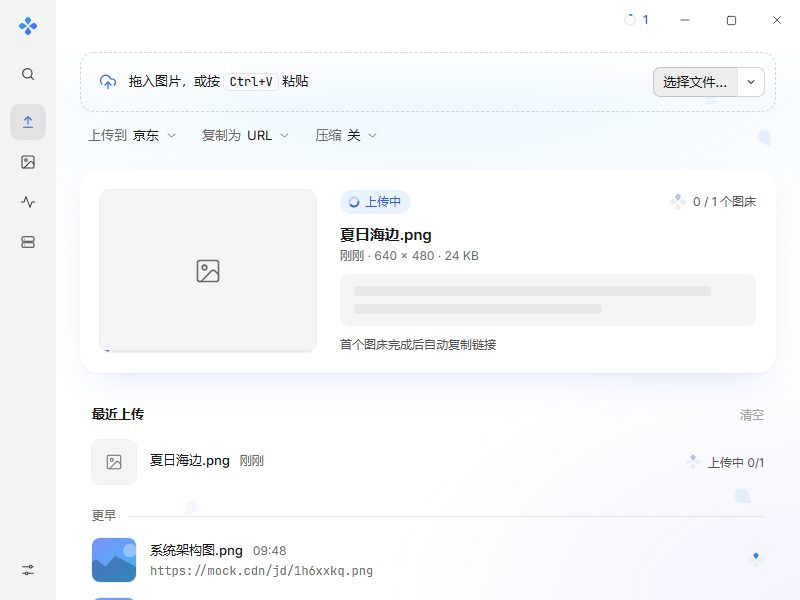 1
拖入图片，或按 Ctrl+V 粘贴
选择文件...
上传到 京东 复制为 URL 压缩 关
上传中
0 / 1 个图床
夏日海边.png
刚刚 · 640 × 480 · 24 KB
首个图床完成后自动复制链接
最近上传
清空
夏日海边.png 刚刚
上传中 0/1
更早
系统架构图.png 09:48
https://mock.cdn/jd/1h6xxkq.png